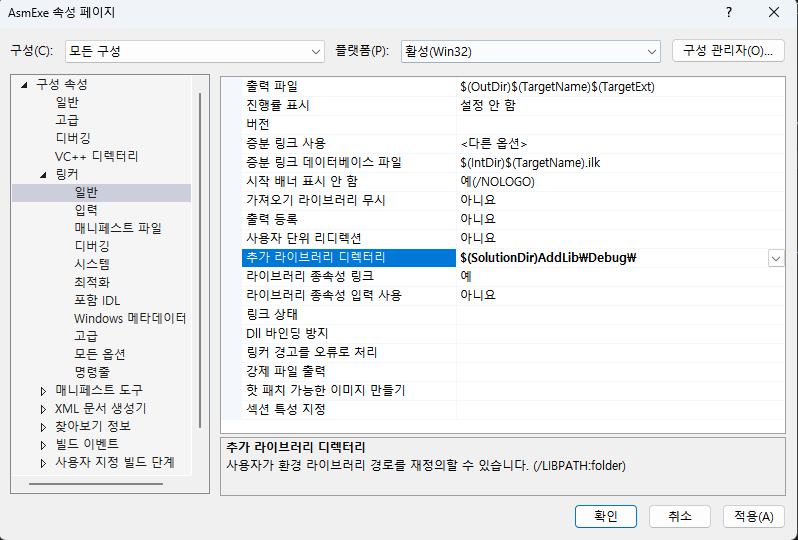 AsmExe 속성 페이지
구성(C): 모든 구성 플랫폼(P): 활성(Win32) 구성 관리자(O)...
구성 속성
일반
고급
디버깅
VC++ 디렉터리
링커
일반
입력
매니페스트 파일
디버깅
시스템
최적화
포함 IDL
Windows 메타데이터
고급
모든 옵션
명령줄
매니페스트 도구
XML 문서 생성기
찾아보기 정보
빌드 이벤트
사용자 지정 빌드 단계
출력 파일 $(OutDir)$(TargetName)$(TargetExt)
진행률 표시 설정 안 함
버전
증분 링크 사용 <다른 옵션>
증분 링크 데이터베이스 파일 $(IntDir)$(TargetName).ilk
시작 배너 표시 안 함 예(/NOLOGO)
가져오기 라이브러리 무시 아니요
출력 등록 아니요
사용자 단위 리디렉션 아니요
추가 라이브러리 디렉터리 $(SolutionDir)AddLib₩Debug₩
라이브러리 종속성 링크 예
라이브러리 종속성 입력 사용 아니요
링크 상태
Dll 바인딩 방지
링커 경고를 오류로 처리
강제 파일 출력
핫 패치 가능한 이미지 만들기
섹션 특성 지정
추가 라이브러리 디렉터리
사용자가 환경 라이브러리 경로를 재정의할 수 있습니다. (/LIBPATH:folder)
확인 취소 적용(A)